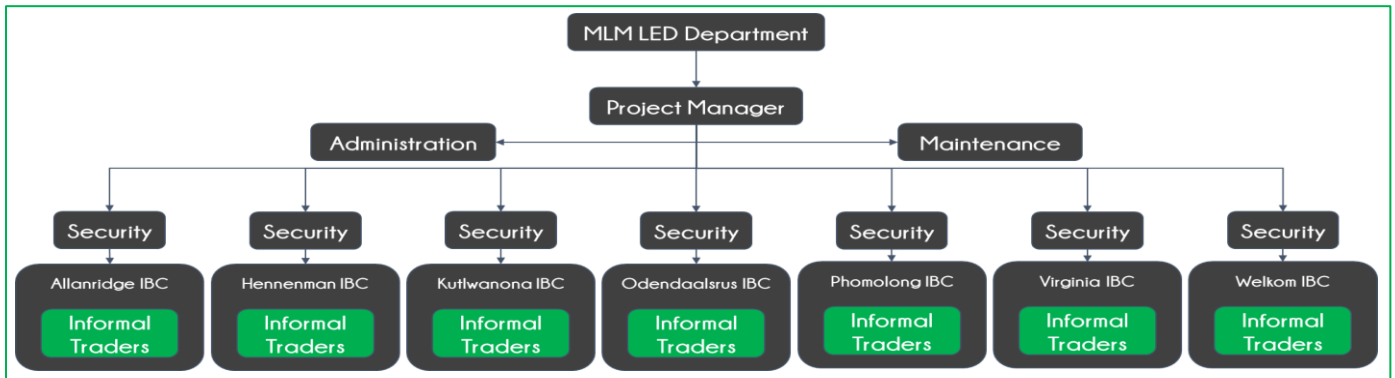 MLM LED Department
Project Manager
Administration
Maintenance
Security
Security
Security
Security
Security
Security
Security
Allanridge IBC
Hennenman IBC
Kutlwanona IBC
Odendaalsrus IBC
Phomolong IBC
Virginia IBC
Welkom IBC
Informal
Traders
Informal
Traders
Informal
Traders
Informal
Traders
Informal
Traders
Informal
Traders
Informal
Traders